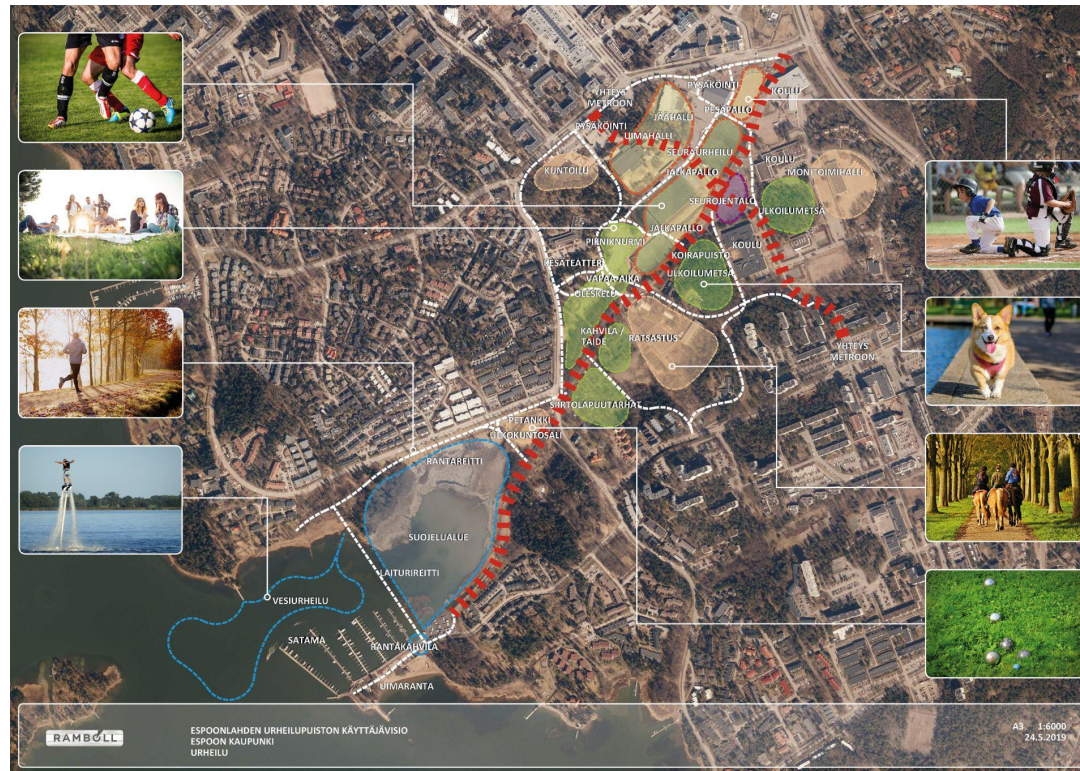 PYSÄKÖINTI
KOULU
YHTEYS
METROON
PESÄPALLO
JÄÄHALLI
PYSÄKÖINTI
UIMAHALLI
SEURAURHEILU
KOULU
KUNTOILU
JALKAPALLO
MONITOIMIHALLI
SEUROJENTALO
ULKOILUMETSÄ
JALKAPALLO
PIKNIKNURMI
KOULU
KOIRAPUISTO
KESÄTEATTERI
VAPAA-AIKA
ULKOILUMETSÄ
OLESKELU
KAHVILA /
TAIDE
RATSASTUS
YHTEYS
METROON
SIIRTOLAPUUTARHAT
PETANKKI
ULKOKUNTOSALI
RANTAREITTI
SUOJELUALUE
LAITURIREITTI
VESIURHEILU
SATAMA
RANTAKAHVILA
UIMARANTA
RAMBOLL
ESPOONLAHDEN URHEILUPUISTON KÄYTTÄJÄVISIO
ESPOON KAUPUNKI
URHEILU
A3 1:6000
24.5.2019